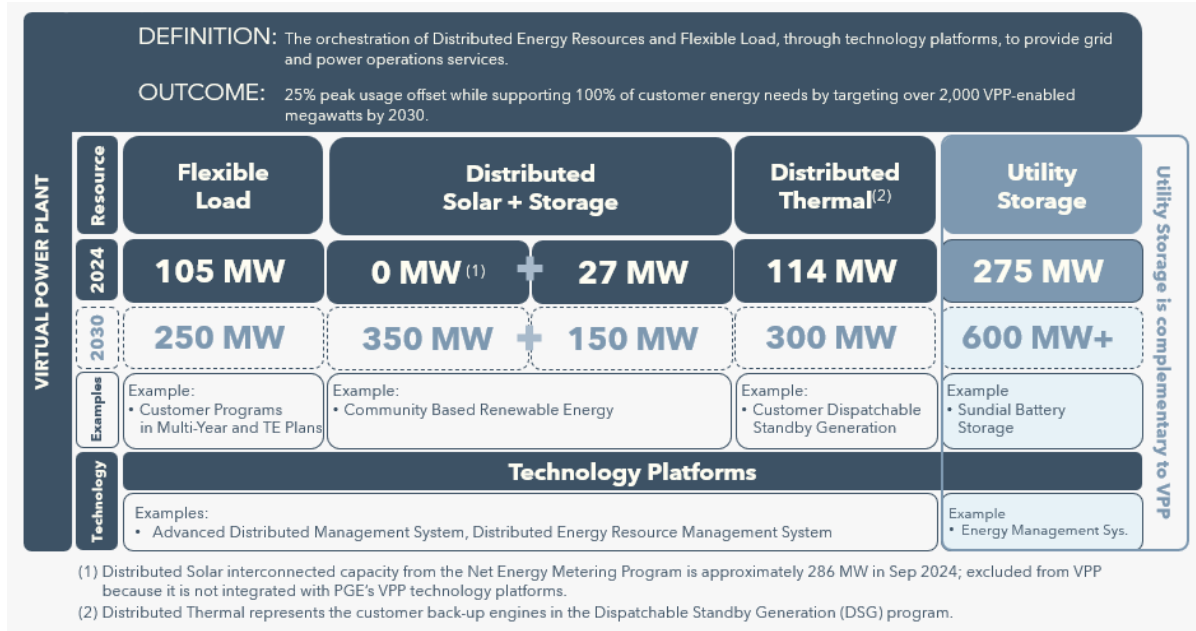 DEFINITION: The orchestration of Distributed Energy Resources and Flexible Load, through technology platforms, to provide grid
and power operations services.
OUTCOME: 25% peak usage offset while supporting 100% of customer energy needs by targeting over 2,000 VPP-enabled
megawatts by 2030.
VIRTUAL POWER PLANT
Resource
Flexible
Load
Distributed
Solar + Storage
Distributed
Thermal(2)
Utility
Storage
2024
105 MW
0 MW (1) + 27 MW
114 MW
275 MW
2030
250 MW
350 MW + 150 MW
300 MW
600 MW+
Examples
Example:
• Customer Programs
in Multi-Year and TE Plans
Example:
• Community Based Renewable Energy
Example:
• Customer Dispatchable
Standby Generation
Example
• Sundial Battery
Storage
Technology
Technology Platforms
Examples:
• Advanced Distributed Management System, Distributed Energy Resource Management System
Example
• Energy Management Sys.
Utility Storage is complementary to VPP
(1) Distributed Solar interconnected capacity from the Net Energy Metering Program is approximately 286 MW in Sep 2024; excluded from VPP
because it is not integrated with PGE's VPP technology platforms.
(2) Distributed Thermal represents the customer back-up engines in the Dispatchable Standby Generation (DSG) program.